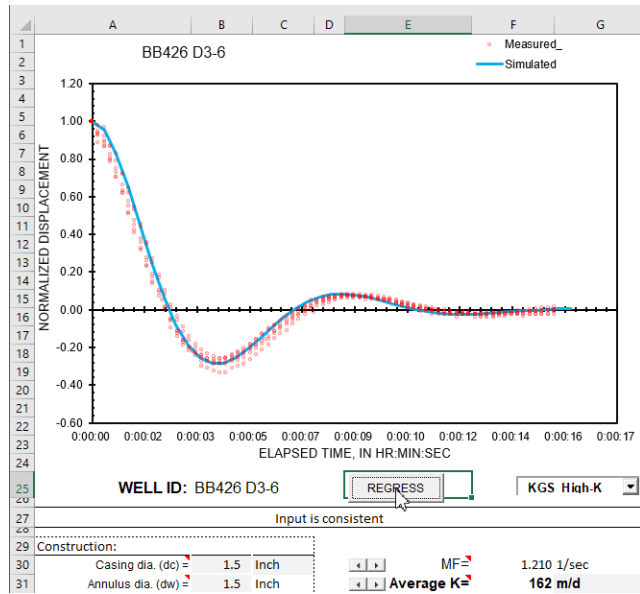 A B C D E F G
1 BB426 D3-6 Measured_
2 Simulated
3
4 1.20
5
6 1.00
7
8 0.80
9
10 0.60
11
12 0.40
13
14 0.20
15
16 0.00
17
18 -0.20
19
20 -0.40
21
22 -0.60
23 0:00:00 0:00:02 0:00:03 0:00:05 0:00:07 0:00:09 0:00:10 0:00:12 0:00:14 0:00:16 0:00:17
24 ELAPSED TIME, IN HR:MIN:SEC
NORMALIZED DISPLACEMENT
25 WELL ID: BB426 D3-6 REGRESS KGS High-K
26
27 Input is consistent
28
29 Construction:
30 Casing dia. (dc) = 1.5 Inch MF= 1.210 1/sec
31 Annulus dia. (dw) = 1.5 Inch Average K= 162 m/d